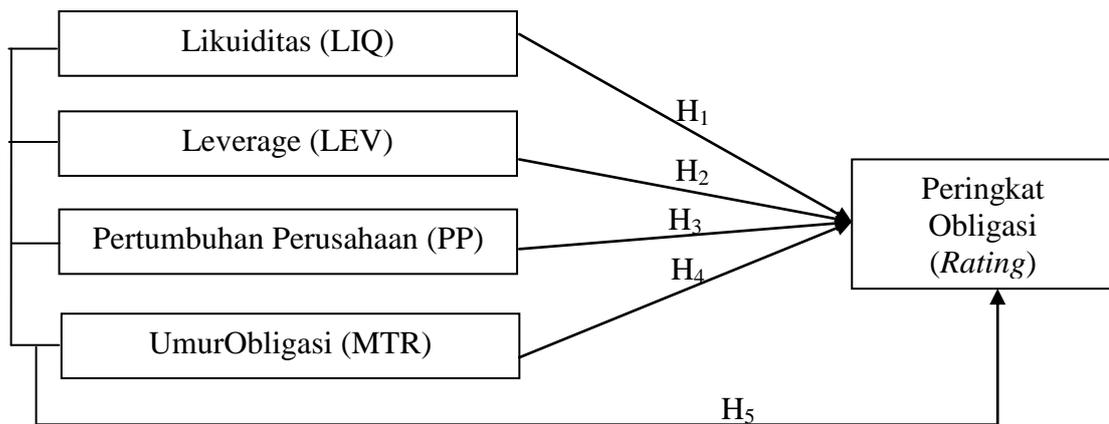 Likuiditas (LIQ)
H₁
Leverage (LEV)
H₂
Peringkat
Obligasi
(Rating)
Pertumbuhan Perusahaan (PP)
H₃
H₄
UmurObligasi (MTR)
H₅